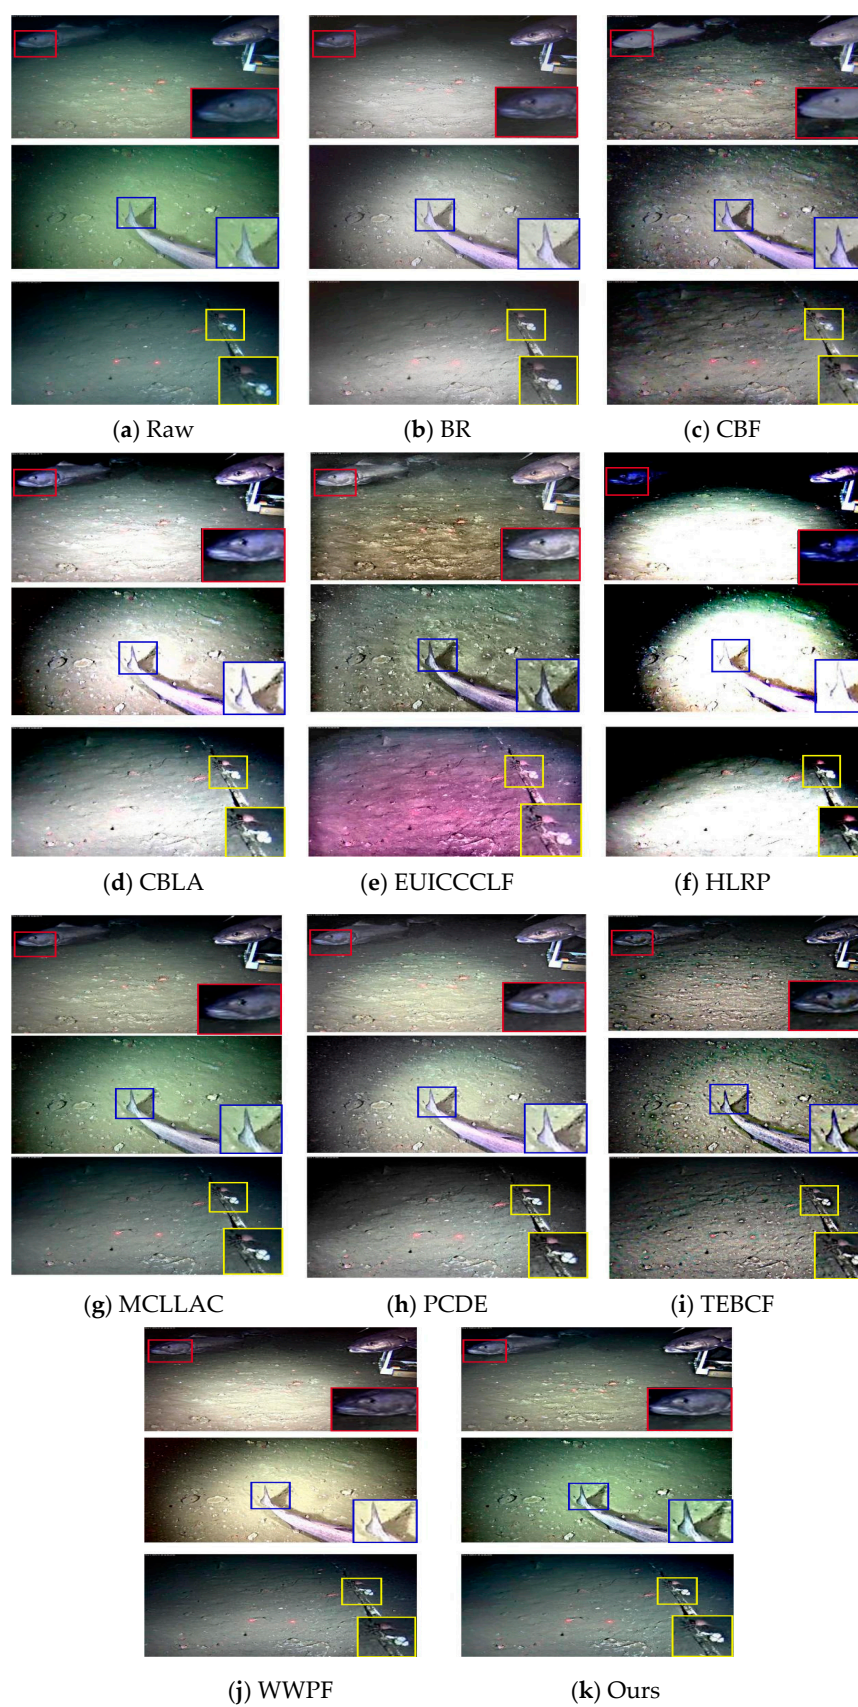 (a) Raw
(b) BR
(c) CBF
(d) CBLA
(e) EUICCCLF
(f) HLRP
(g) MCLLAC
(h) PCDE
(i) TEBCF
(j) WWPF
(k) Ours